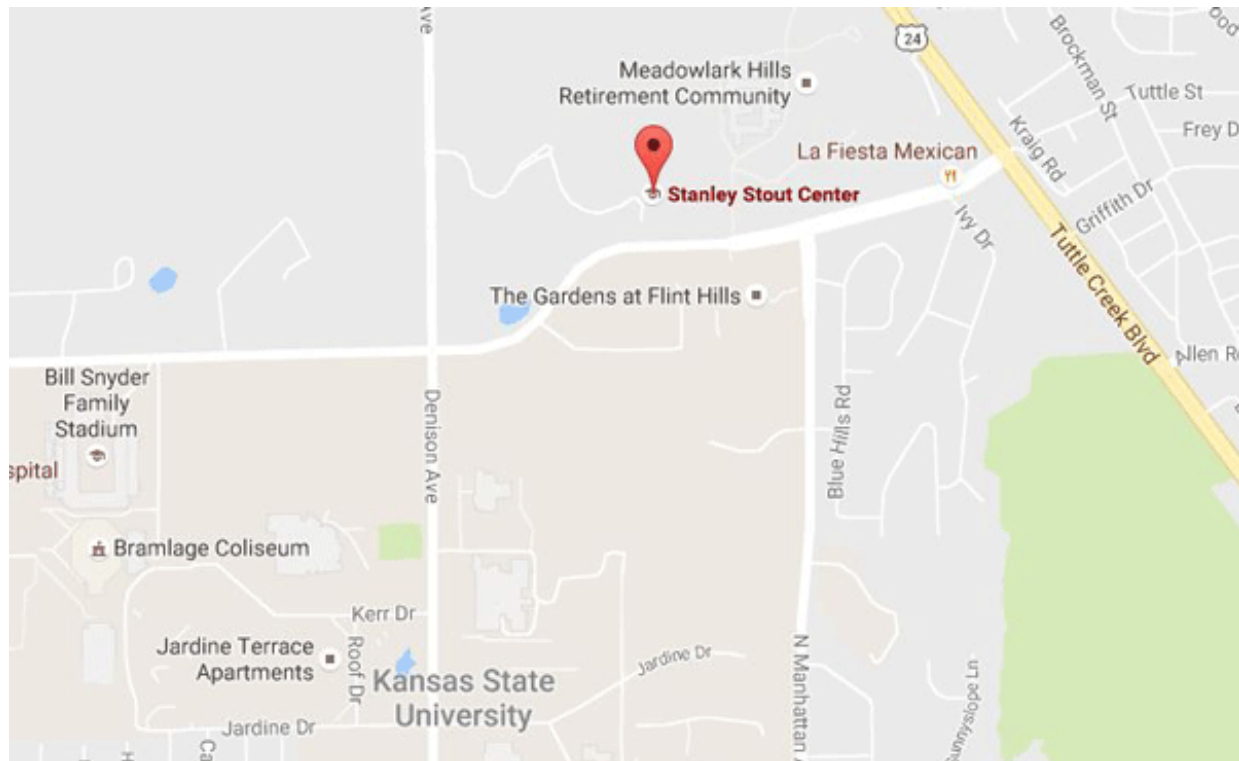 Ave
24
Meadowlark Hills
Retirement Community
Brockman St
Tuttle St
Frey D
Kraig Rd
La Fiesta Mexican
Stanley Stout Center
Griffith Dr
Ivy Dr
Tuttle Creek Blvd
The Gardens at Flint Hills
Allen R
Bill Snyder
Family
Stadium
Denison Ave
Blue Hills Rd
spital
Bramlage Coliseum
Kerr Dr
Jardine Terrace
Apartments
Roof Dr
Jardine Dr
N Manhattan
Kansas State
University
Jardine Dr
Sunnyslope Ln
Ca
H